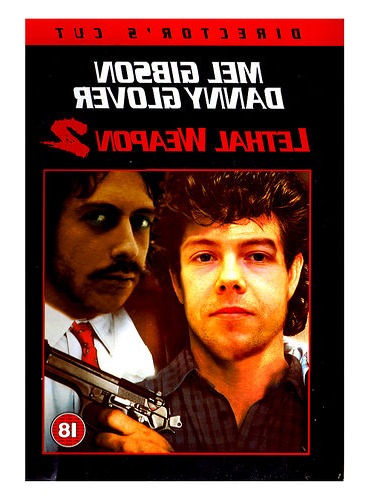 DIRECTOR'S CUT
MEL GIBSON
DANNY GLOVER
LETHAL WEAPON 2
18